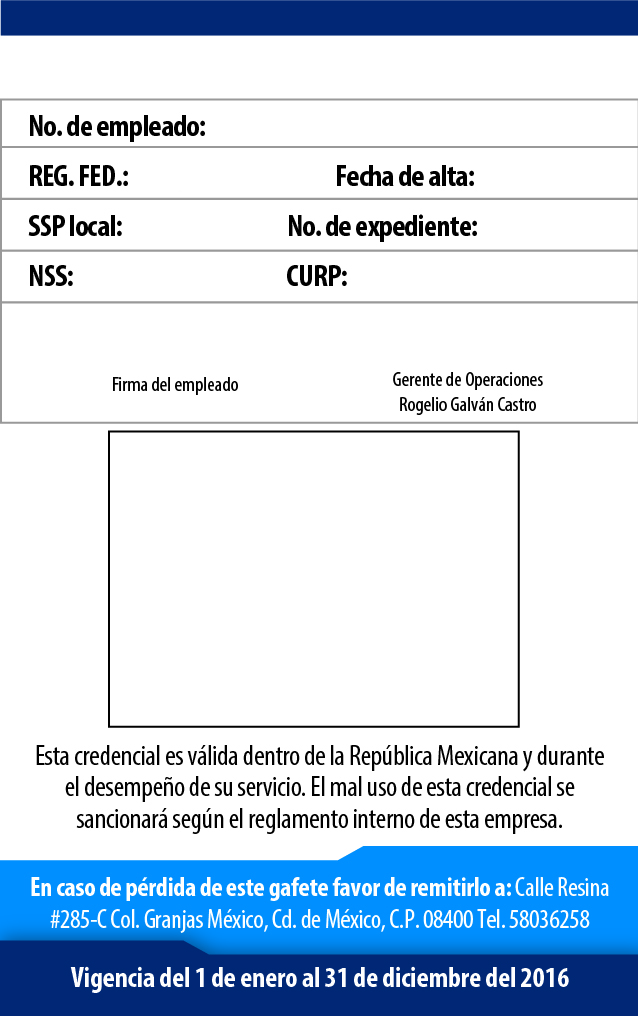 No. de empleado:
REG. FED.: Fecha de alta:
SSP local: No. de expediente:
NSS: CURP:
Firma del empleado
Gerente de Operaciones
Rogelio Galván Castro
Esta credencial es válida dentro de la República Mexicana y durante
el desempeño de su servicio. El mal uso de esta credencial se
sancionará según el reglamento interno de esta empresa.
En caso de pérdida de este gafete favor de remitirlo a: Calle Resina
#285-C Col. Granjas México, Cd. de México, C.P. 08400 Tel. 58036258
Vigencia del 1 de enero al 31 de diciembre del 2016